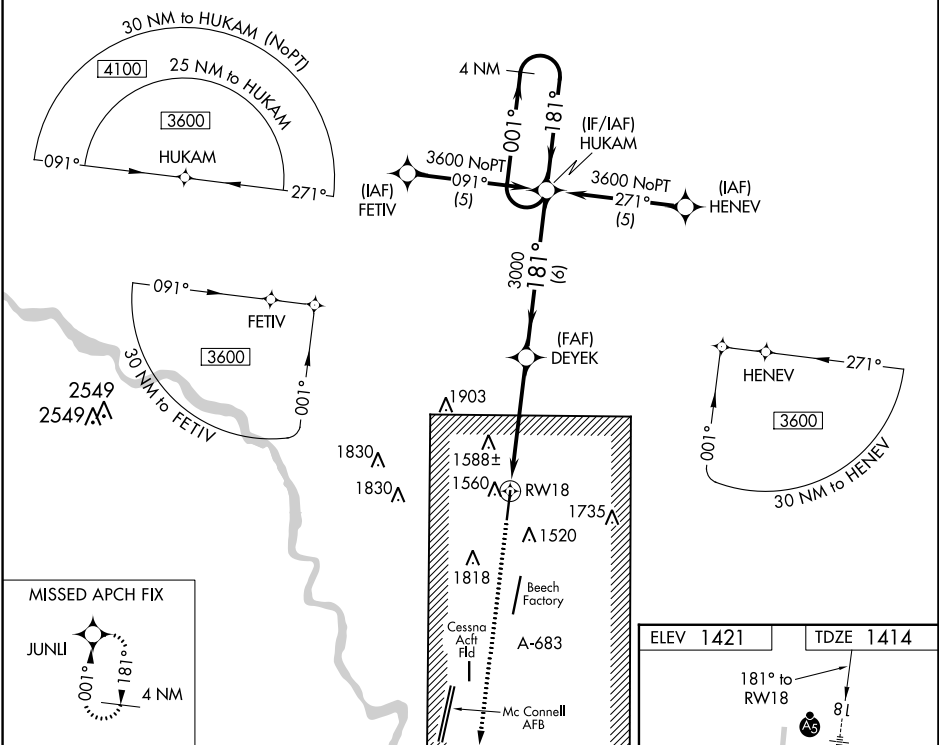 30 NM to HUKAM (NoPT)
4100
25 NM to HUKAM
3600
HUKAM
091°
271°
4 NM
001°
181°
(IF/IAF)
HUKAM
3600 NoPT
091°
(5)
(IAF)
FETIV
3600 NoPT
271°
(5)
(IAF)
HENEV
3000
181°
(6)
(FAF)
DEYEK
091°
FETIV
3600
001°
30 NM to FETIV
2549
2549
HENEV
271°
3600
001°
30 NM to HENEV
1903
1830
1830
1588±
1560
RW18
1735
1520
1818
Beech
Factory
Cessna
Acft
Fld
A-683
Mc Connell
AFB
MISSED APCH FIX
JUNLI
001°
181°
4 NM
ELEV 1421
TDZE 1414
181° to
RW18
18
A5